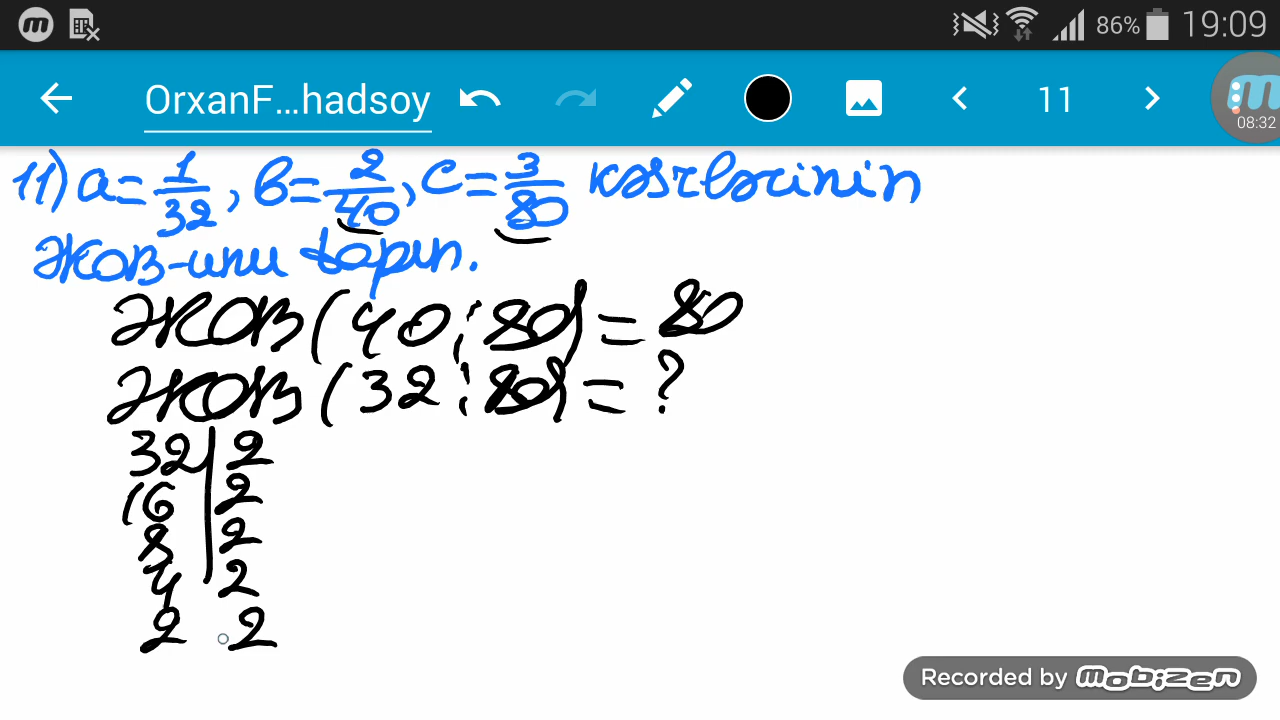 86% 19:09
OrxanF...hadsoy 11
08:32
11) a=1/32, b=2/40, c=3/80 kəsrlərinin
ƏKOB-unu tapın.
ƏKOB(40;80)=80
ƏKOB(32;80)=?
32|2
16|2
8|2
4|2
2 2
Recorded by mobizen